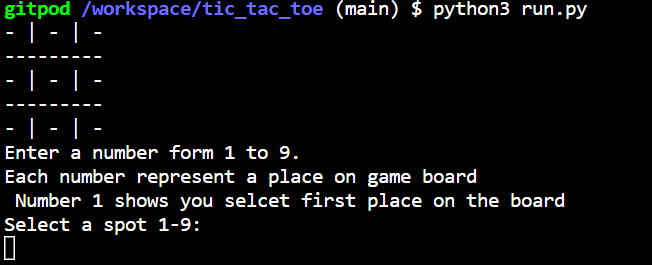 gitpod /workspace/tic_tac_toe (main) $ python3 run.py
- | - | -
---------
- | - | -
---------
- | - | -
Enter a number form 1 to 9.
Each number represent a place on game board
 Number 1 shows you selcet first place on the board
Select a spot 1-9: